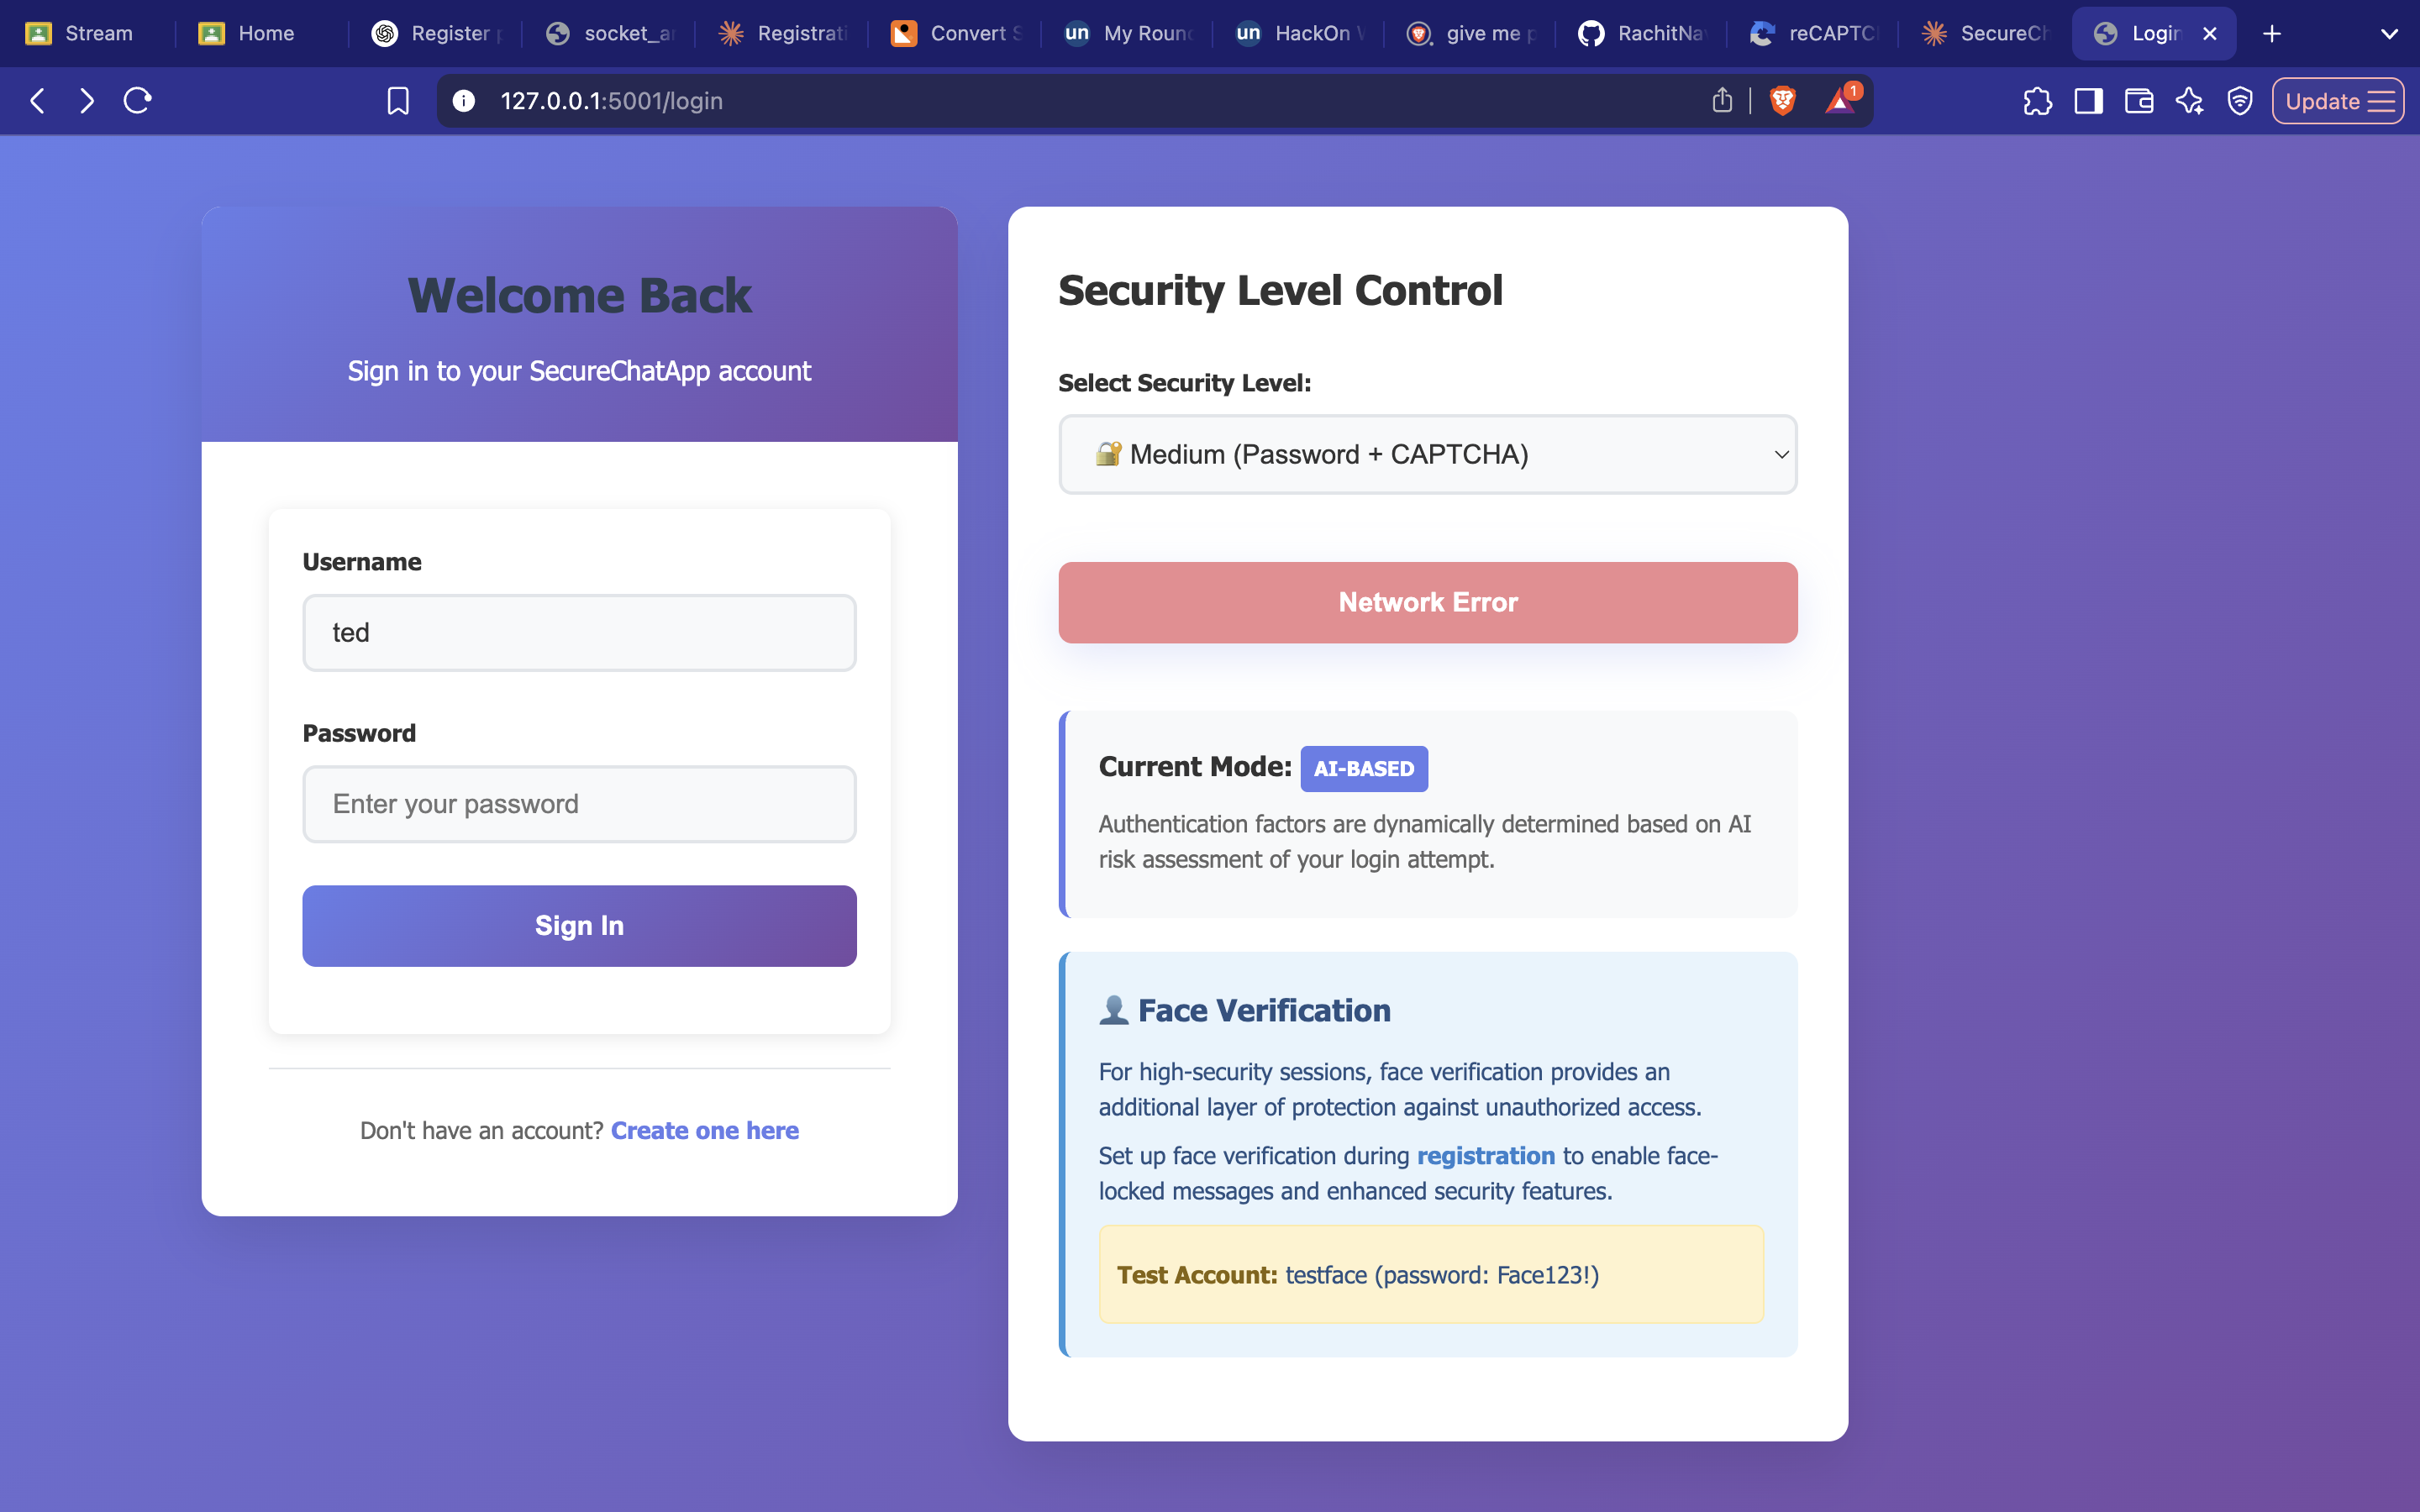 Stream
Home
Register
socket_a
Registrati
Convert S
un My Roun
un HackOn
give me p
RachitNa
reCAPTC
SecureCh
Login
127.0.0.1:5001/login
1
Update
Welcome Back
Sign in to your SecureChatApp account
Username
ted
Password
Enter your password
Sign In
Don't have an account? Create one here
Security Level Control
Select Security Level:
Medium (Password + CAPTCHA)
Network Error
Current Mode: AI-BASED
Authentication factors are dynamically determined based on AI
risk assessment of your login attempt.
Face Verification
For high-security sessions, face verification provides an
additional layer of protection against unauthorized access.
Set up face verification during registration to enable face-
locked messages and enhanced security features.
Test Account: testface (password: Face123!)